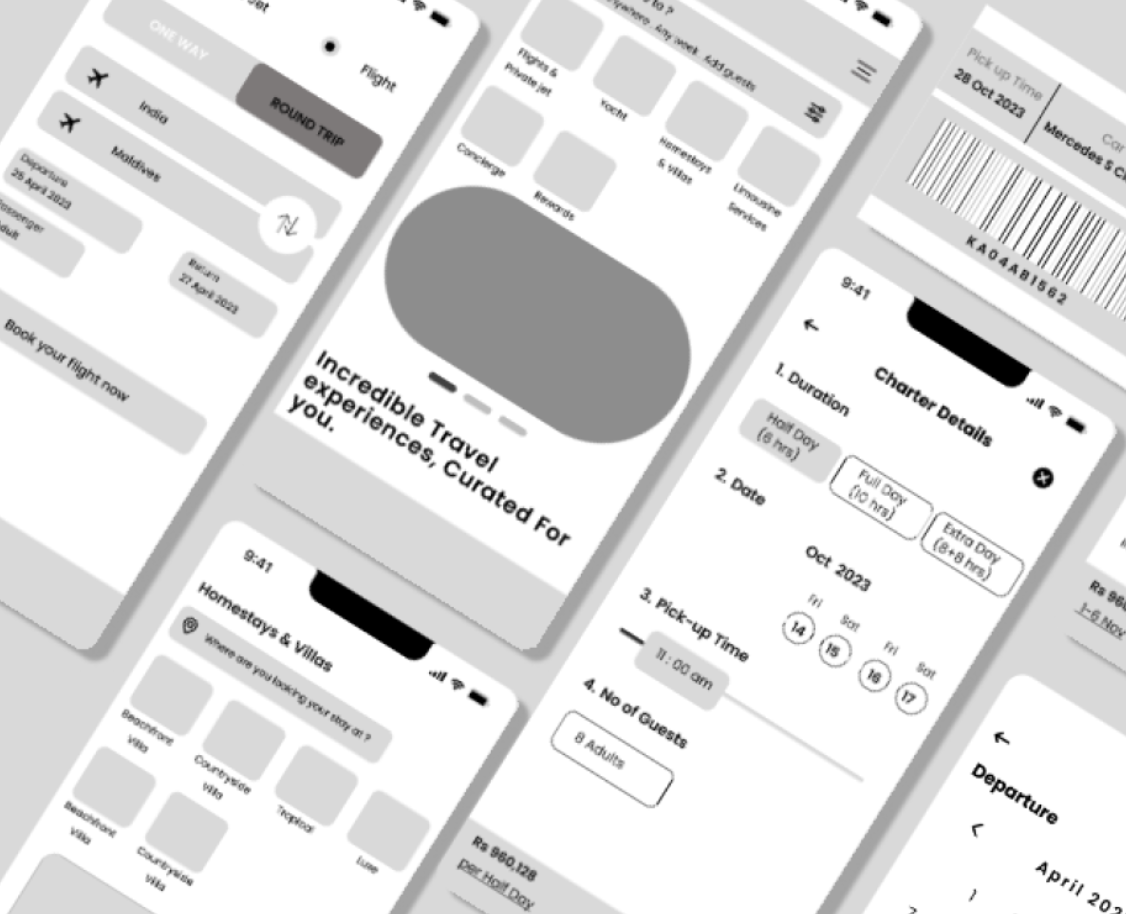 Flight
ONE WAY
ROUND TRIP
India
Maldives
Departure
25 April 2023
Return
27 April 2023
Book your flight now
Any week
Add guests
Flights &
Private jet
Yacht
Homestays
& villas
Limousine
Services
Concierge
Rewards
Incredible Travel
experiences, Curated For
you.
Pick up Time
28 Oct 2023
Car
Mercedes S
KA04AB1562
9:41
Charter Details
1. Duration
Half Day
(6 hrs)
Full Day
(10 hrs)
Extra Day
(8+8 hrs)
2. Date
Oct 2023
Fri
Sat
Fri
Sat
14
15
16
17
3. Pick-up Time
11 : 00 am
4. No of Guests
8 Adults
Rs 960,128
per Half Day
9:41
Homestays & Villas
Where are you looking your stay at ?
Beachfront
Villa
Countryside
Villa
Tropical
Luxe
Beachfront
Villa
Countryside
Villa
Rs 960
1-6 Nov
Departure
<
April 202
1